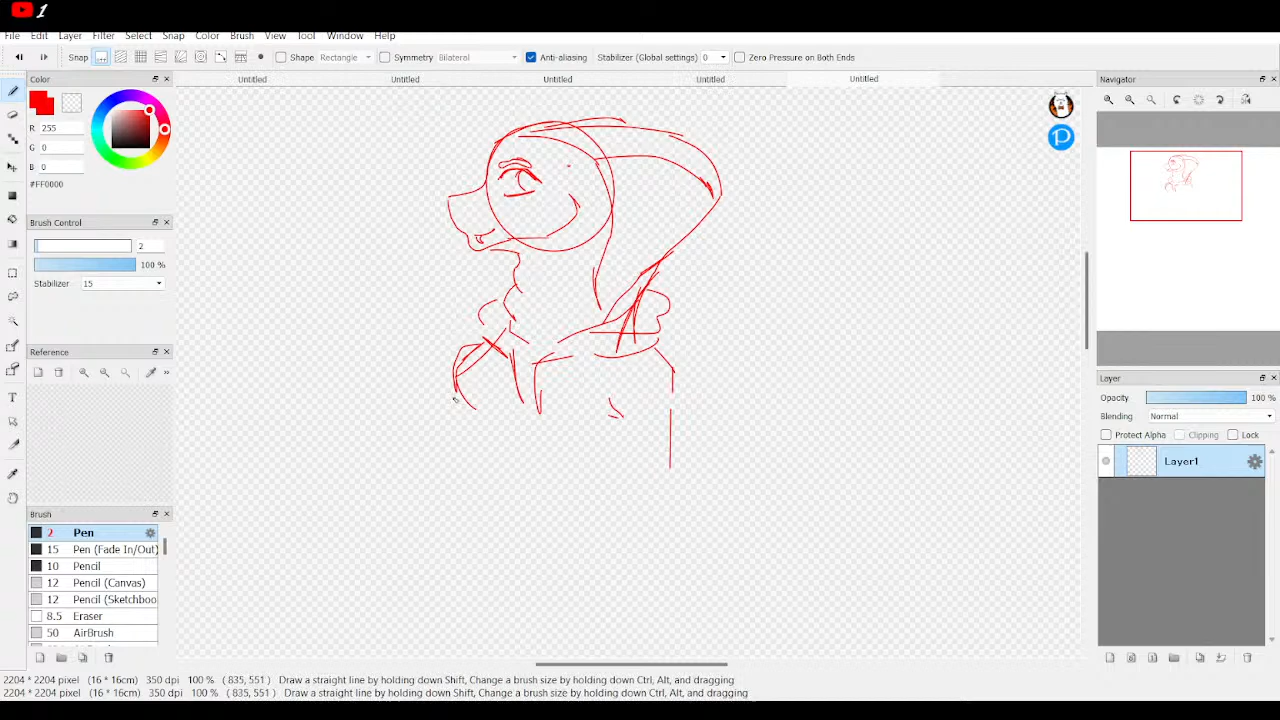 1
File Edit Layer Filter Select Snap Color Brush View Tool Window Help
Snap Shape Rectangle Symmetry Bilateral Anti-aliasing Stabilizer (Global settings) 0 Zero Pressure on Both Ends
Color
Untitled Untitled Untitled Untitled Untitled
Navigator
R 255
G 0
B 0
#FF0000
P
Brush Control
2
100 %
Stabilizer 15
Reference
»
Layer
Opacity 100 %
Blending Normal
Protect Alpha Clipping Lock
Layer1
Brush
2 Pen
15 Pen (Fade In/Out)
10 Pencil
12 Pencil (Canvas)
12 Pencil (Sketchboo
8.5 Eraser
50 AirBrush
2204 * 2204 pixel (16 * 16cm) 350 dpi 100 % ( 835, 551 ) Draw a straight line by holding down Shift, Change a brush size by holding down Ctrl, Alt, and dragging
2204 * 2204 pixel (16 * 16cm) 350 dpi 100 % ( 835, 551 ) Draw a straight line by holding down Shift, Change a brush size by holding down Ctrl, Alt, and dragging